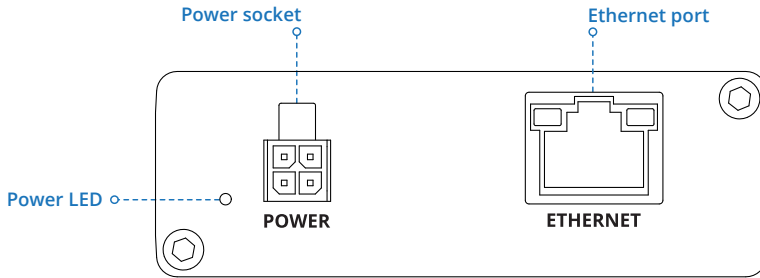 Power socket
Ethernet port
Power LED
POWER
ETHERNET